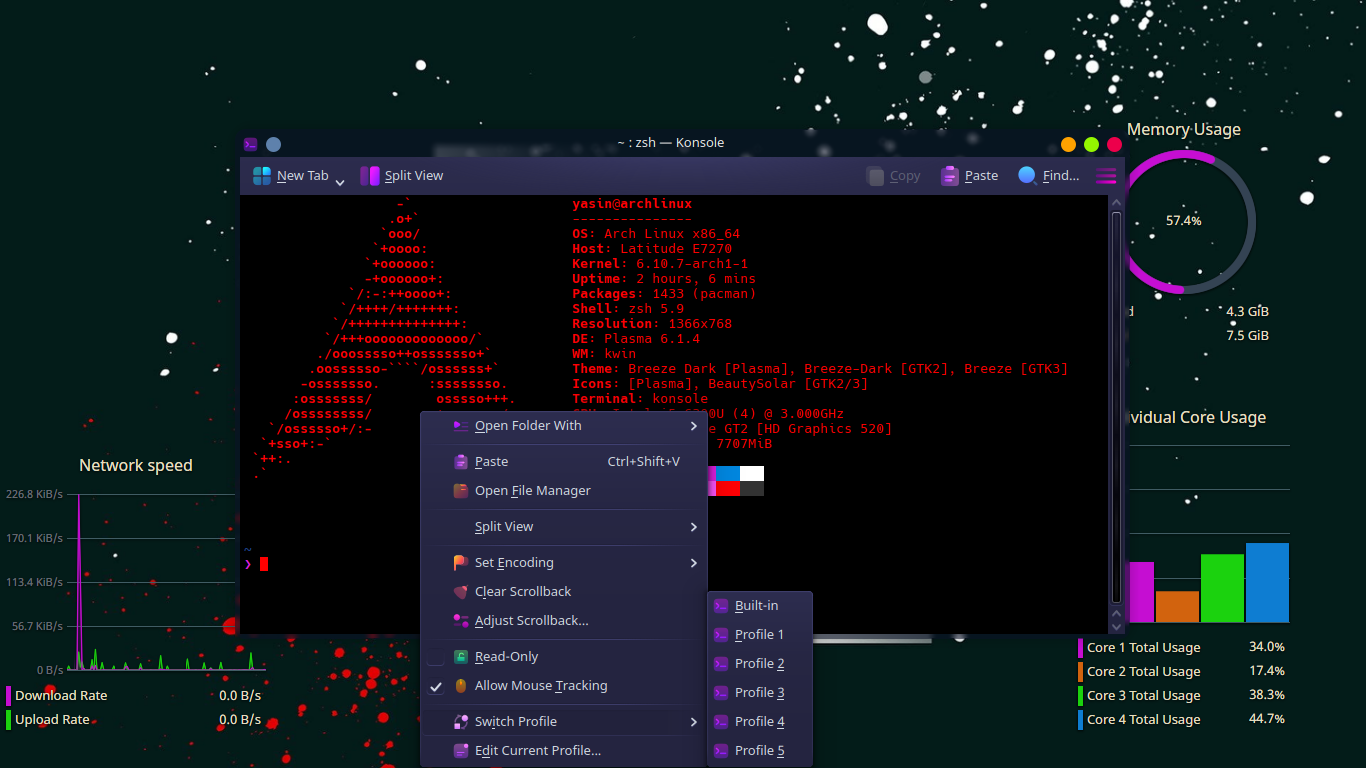 ~ : zsh — Konsole
New Tab
Split View
Copy
Paste
Find...
yasin@archlinux
---------------
OS: Arch Linux x86_64
Host: Latitude E7270
Kernel: 6.10.7-arch1-1
Uptime: 2 hours, 6 mins
Packages: 1433 (pacman)
Shell: zsh 5.9
Resolution: 1366x768
DE: Plasma 6.1.4
WM: kwin
Theme: Breeze Dark [Plasma], Breeze-Dark [GTK2], Breeze [GTK3]
Icons: [Plasma], BeautySolar [GTK2/3]
Terminal: konsole
(4) @ 3.000GHz
GT2 [HD Graphics 520]
7707MiB
~
❯
Open Folder With
Paste Ctrl+Shift+V
Open File Manager
Split View
Set Encoding
Clear Scrollback
Adjust Scrollback...
Read-Only
Allow Mouse Tracking
Switch Profile
Edit Current Profile...
Built-in
Profile 1
Profile 2
Profile 3
Profile 4
Profile 5
Network speed
226.8 KiB/s
170.1 KiB/s
113.4 KiB/s
56.7 KiB/s
0 B/s
Download Rate 0.0 B/s
Upload Rate 0.0 B/s
Memory Usage
57.4%
d 4.3 GiB
7.5 GiB
vidual Core Usage
Core 1 Total Usage 34.0%
Core 2 Total Usage 17.4%
Core 3 Total Usage 38.3%
Core 4 Total Usage 44.7%